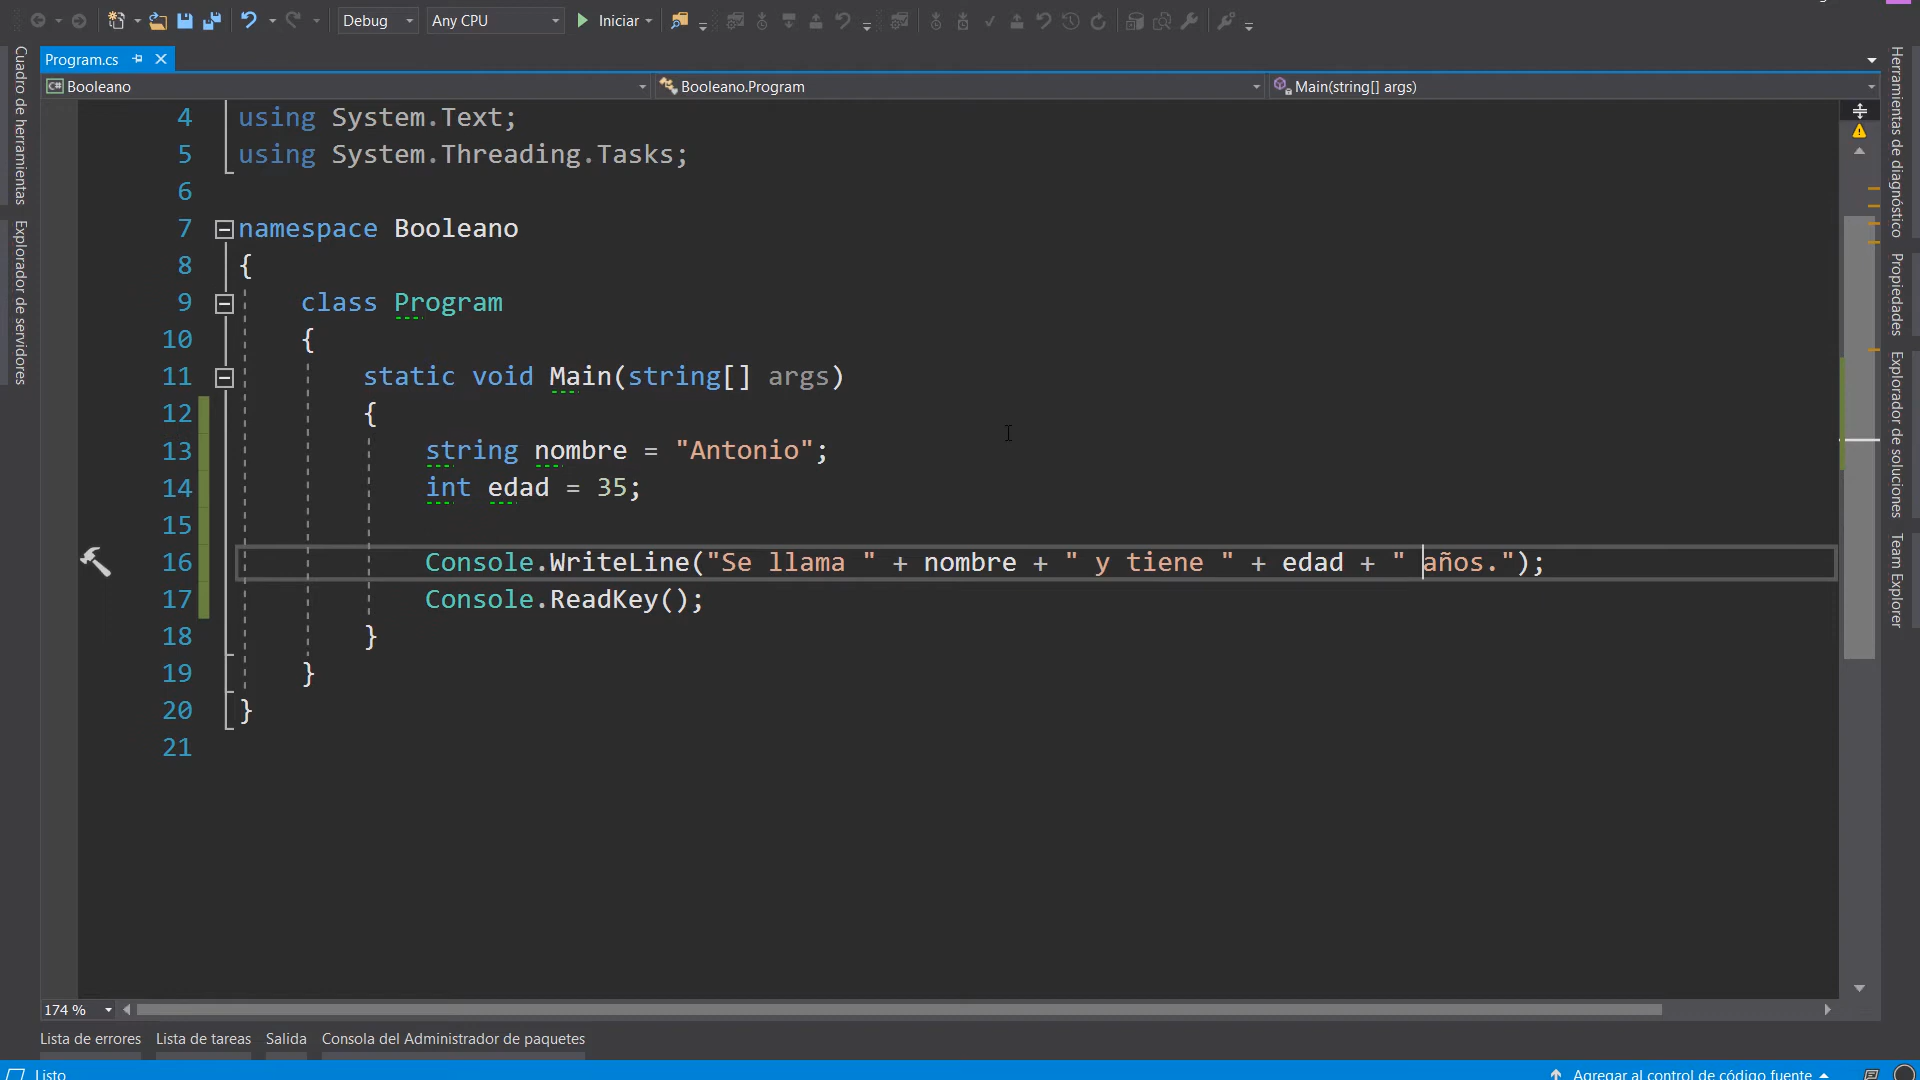 Debug Any CPU Iniciar
Program.cs
Booleano Booleano.Program Main(string[] args)
Cuadro de herramientas
Explorador de servidores
4 using System.Text;
5 using System.Threading.Tasks;
6
7 namespace Booleano
8 {
9 class Program
10 {
11 static void Main(string[] args)
12 {
13 string nombre = "Antonio";
14 int edad = 35;
15
16 Console.WriteLine("Se llama " + nombre + " y tiene " + edad + " años.");
17 Console.ReadKey();
18 }
19 }
20 }
21
Herramientas de diagnóstico
Propiedades
Explorador de soluciones
Team Explorer
174 %
Lista de errores Lista de tareas Salida Consola del Administrador de paquetes
Listo Agregar al control de código fuente